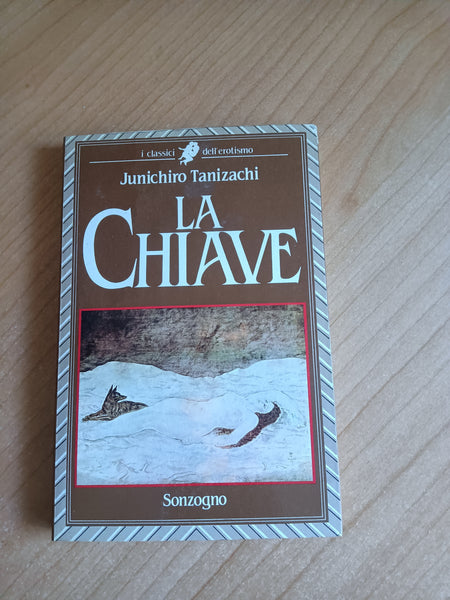 i classici dell'erotismo
Junichiro Tanizachi
LA
CHIAVE
Sonzogno